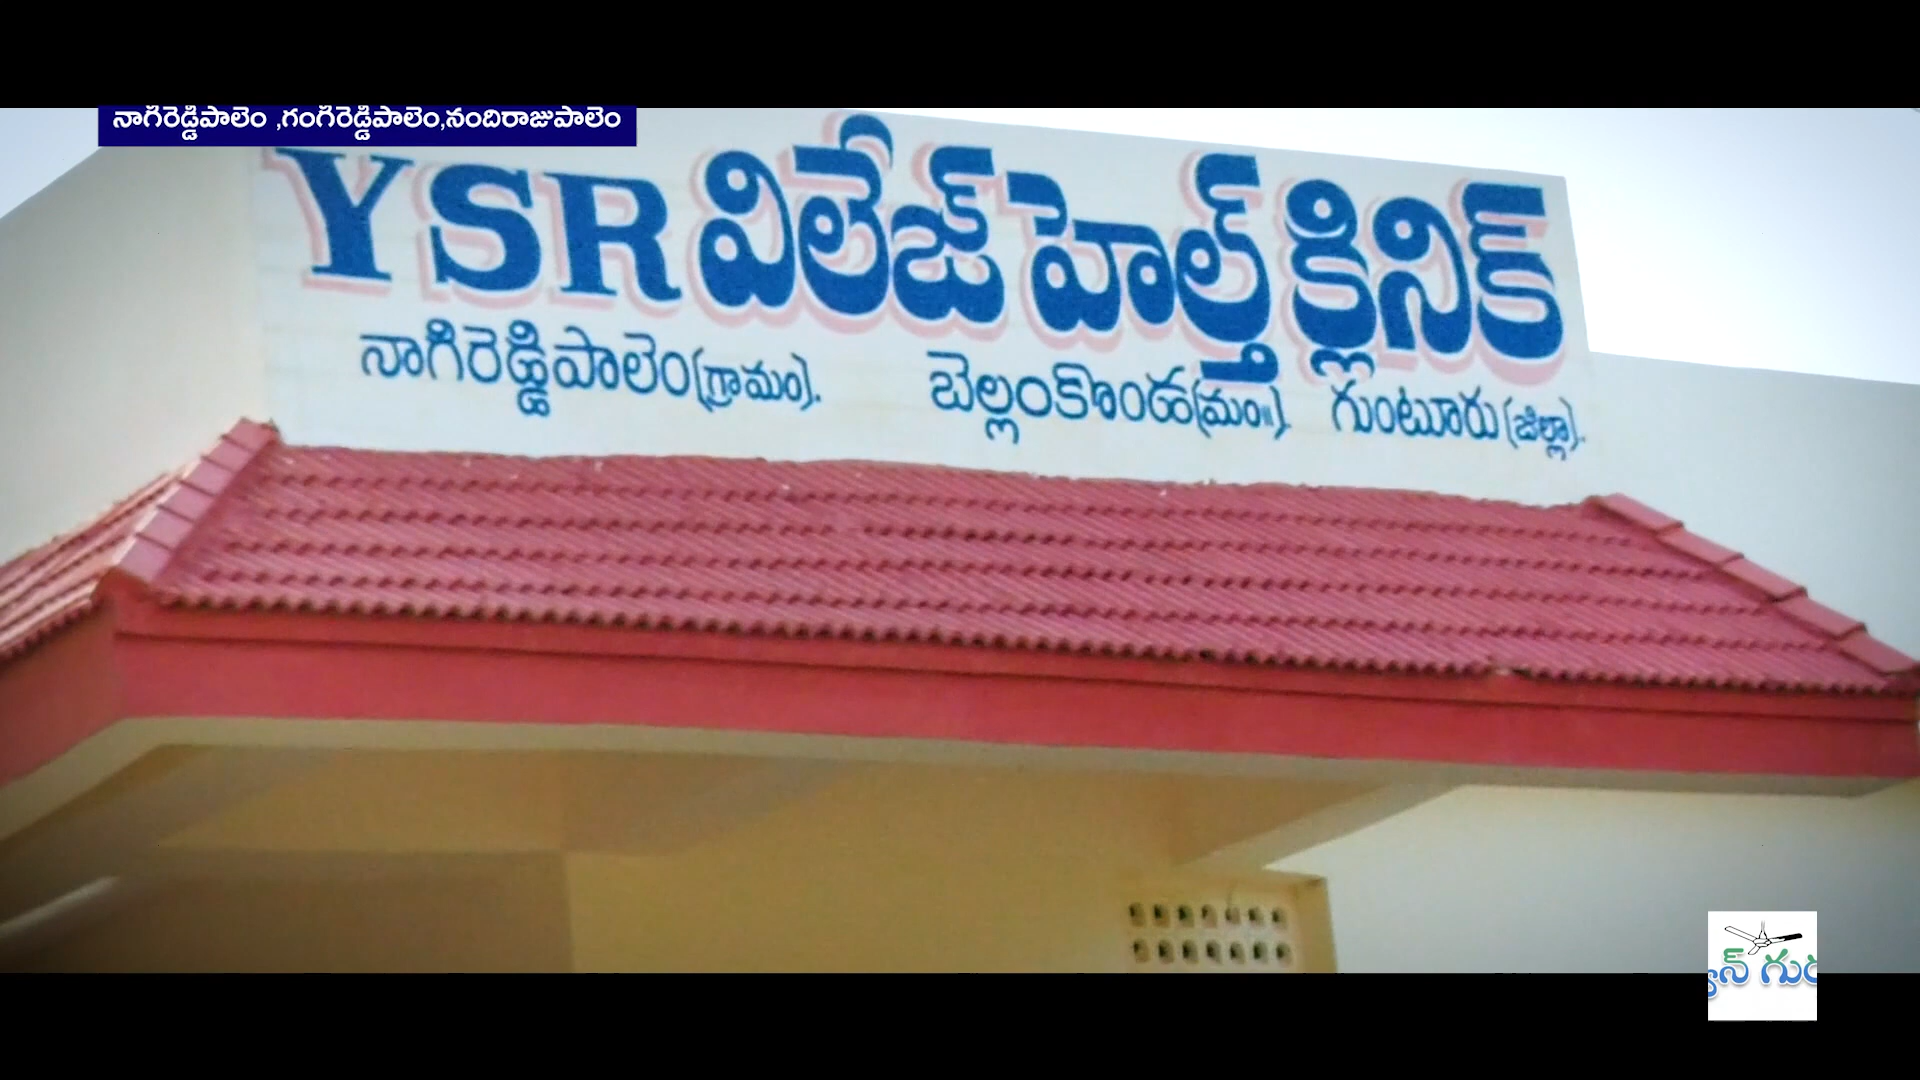 నాగిరెడ్డిపాలెం ,గంగిరెడ్డిపాలెం,నందిరాజుపాలెం
YSR విలేజ్ హెల్త్ క్లినిక్
నాగిరెడ్డిపాలెం(గ్రామం). బెల్లంకొండ(మం॥). గుంటూరు(జిల్లా).